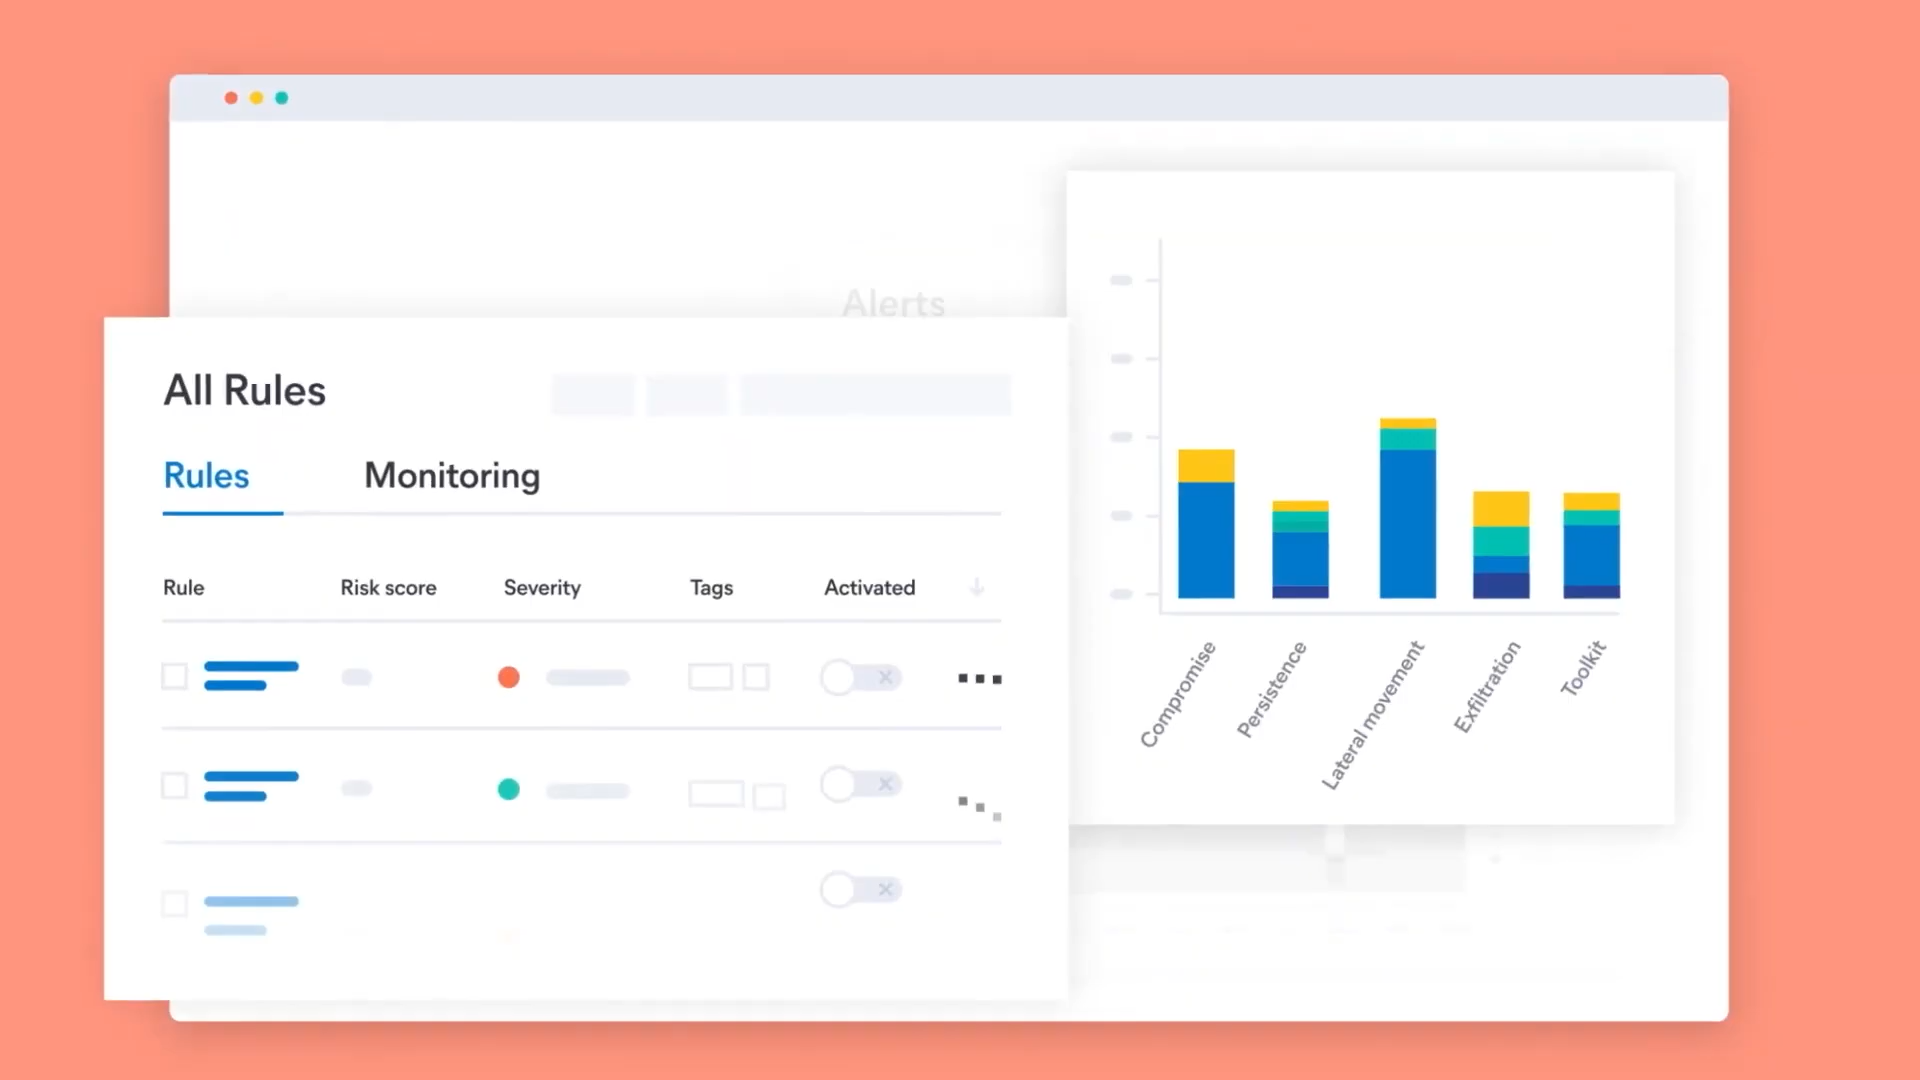 Alerts
All Rules
Rules Monitoring
Rule Risk score Severity Tags Activated
Compromise
Persistence
Lateral movement
Exfiltration
Toolkit